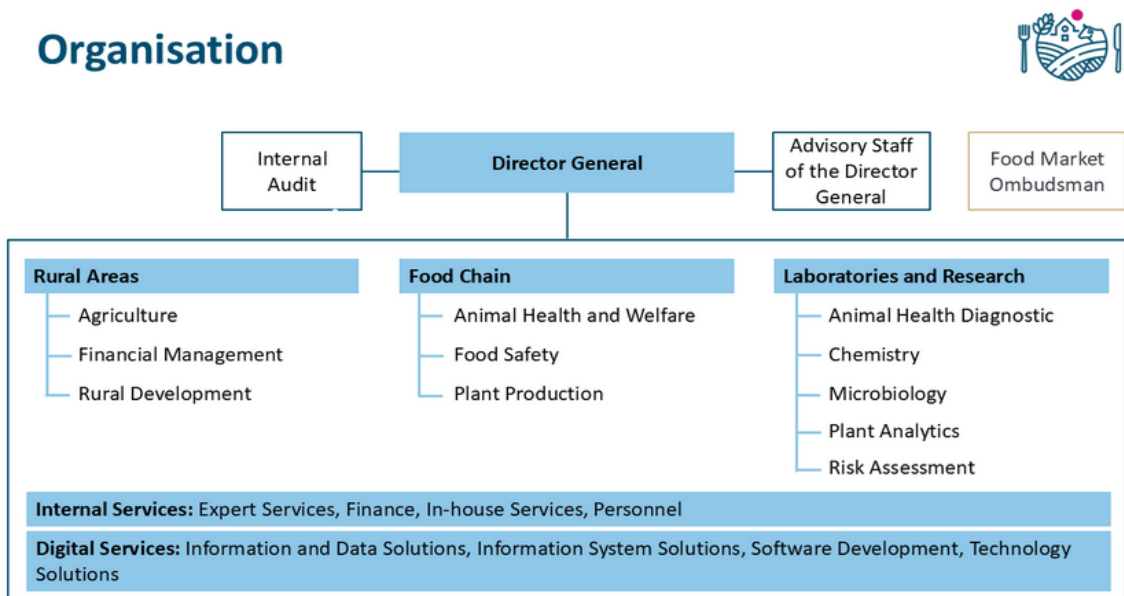 Organisation
Internal
Audit
Director General
Advisory Staff
of the Director
General
Food Market
Ombudsman
Rural Areas
Agriculture
Financial Management
Rural Development
Food Chain
Animal Health and Welfare
Food Safety
Plant Production
Laboratories and Research
Animal Health Diagnostic
Chemistry
Microbiology
Plant Analytics
Risk Assessment
Internal Services: Expert Services, Finance, In-house Services, Personnel
Digital Services: Information and Data Solutions, Information System Solutions, Software Development, Technology
Solutions